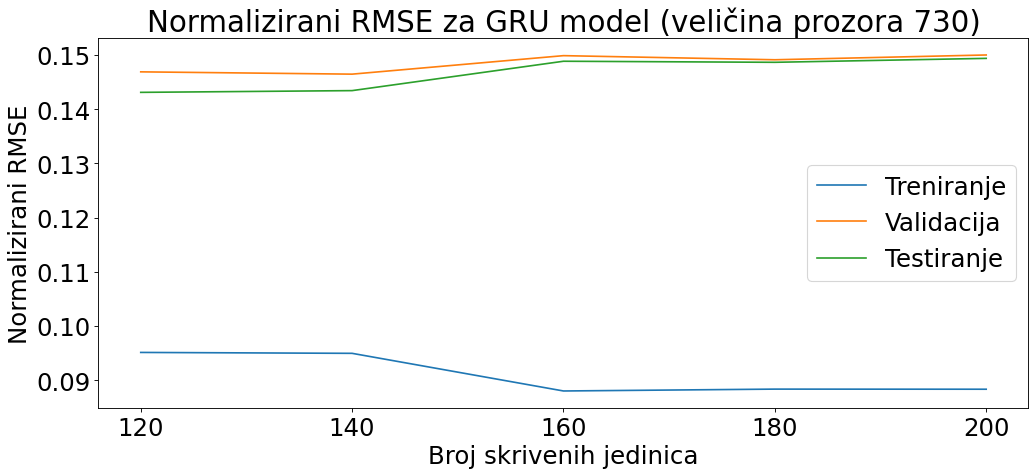 Normalizirani RMSE za GRU model (veličina prozora 730)
Normalizirani RMSE
0.15
0.14
0.13
0.12
0.11
0.10
0.09
Treniranje
Validacija
Testiranje
120 140 160 180 200
Broj skrivenih jedinica